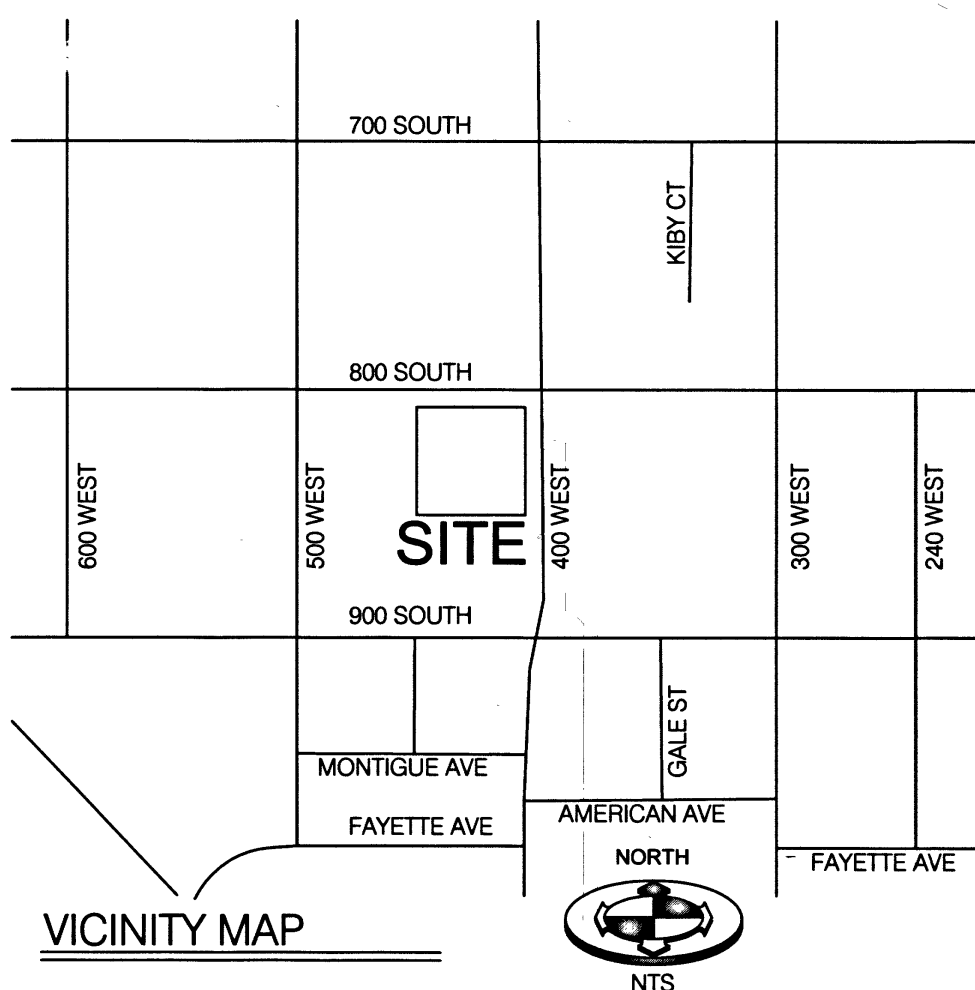 700 SOUTH
KIBY CT
800 SOUTH
600 WEST
500 WEST
SITE
400 WEST
300 WEST
240 WEST
900 SOUTH
GALE ST
MONTIGUE AVE
AMERICAN AVE
FAYETTE AVE
NORTH
FAYETTE AVE
VICINITY MAP
NTS